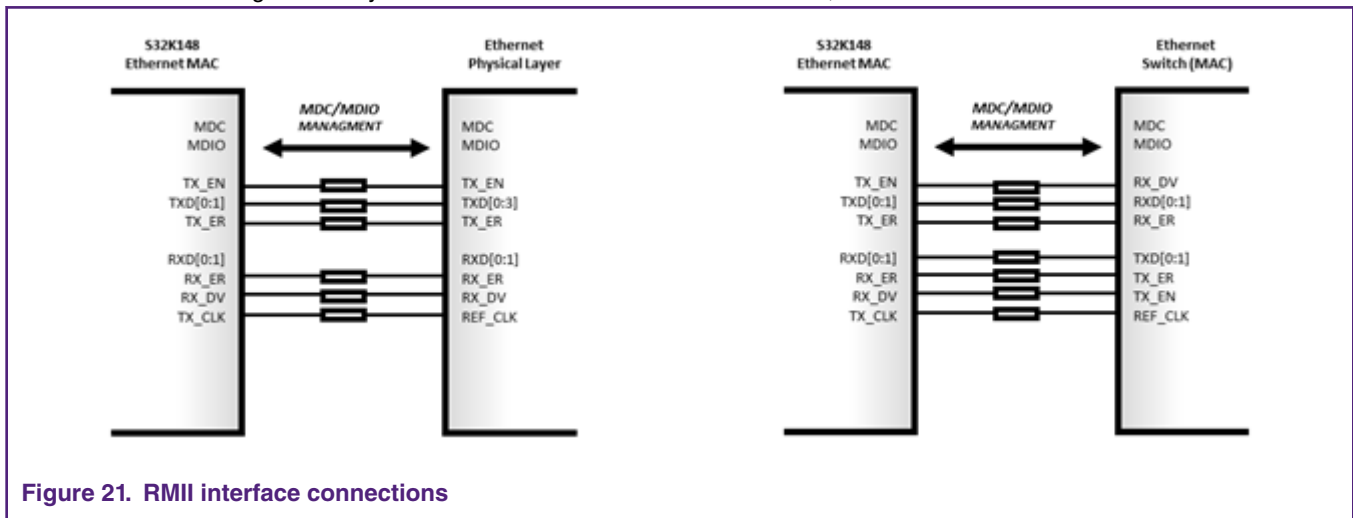 S32K148
Ethernet MAC
Ethernet
Physical Layer
MDC/MDIO
MANAGMENT
MDC
MDIO
TX_EN
TXD[0:1]
TX_ER
RXD[0:1]
RX_ER
RX_DV
TX_CLK
MDC
MDIO
TX_EN
TXD[0:3]
TX_ER
RXD[0:1]
RX_ER
RX_DV
REF_CLK
S32K148
Ethernet MAC
Ethernet
Switch (MAC)
MDC/MDIO
MANAGMENT
MDC
MDIO
TX_EN
TXD[0:1]
TX_ER
RXD[0:1]
RX_ER
RX_DV
TX_CLK
MDC
MDIO
RX_DV
RXD[0:1]
RX_ER
TXD[0:1]
TX_ER
TX_EN
REF_CLK
Figure 21. RMII interface connections